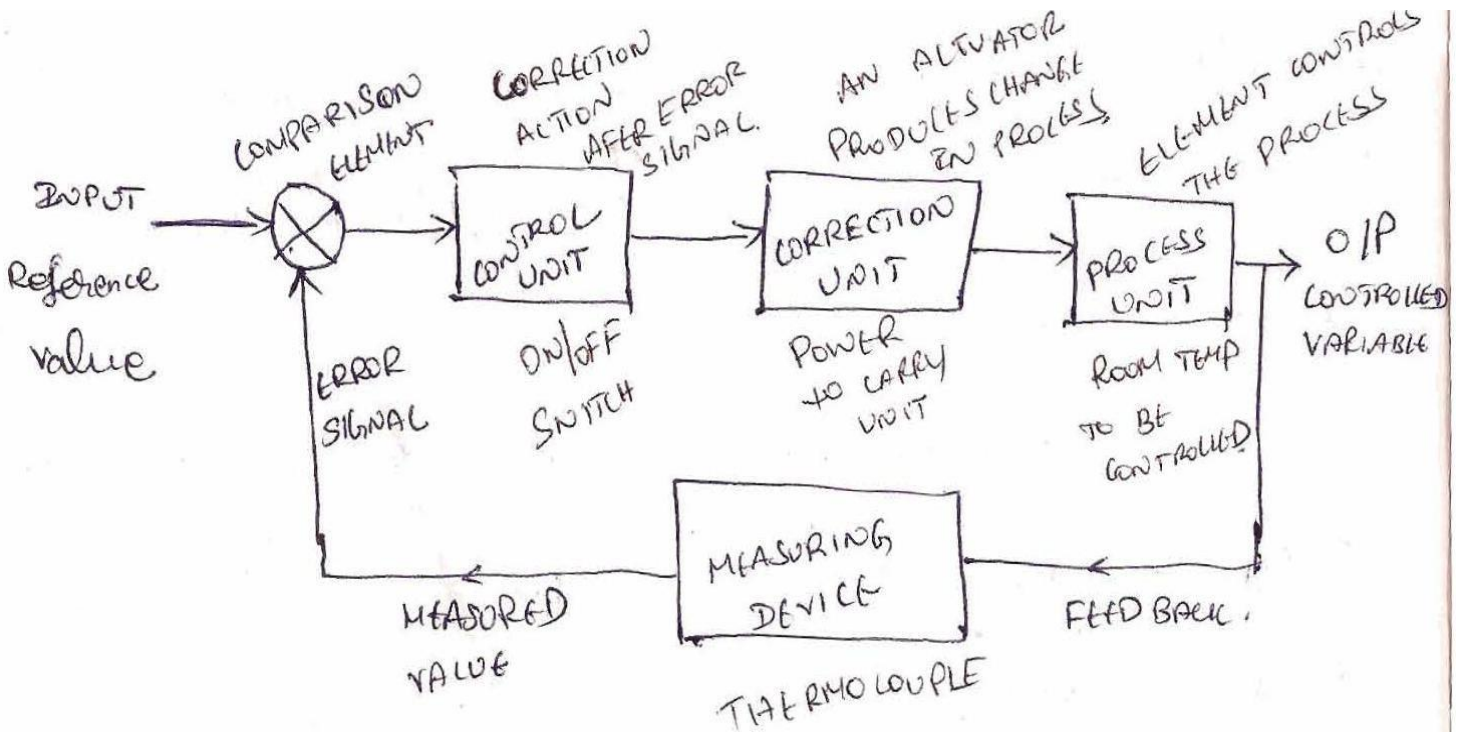 COMPARISON
ELEMENT
CORRECTION
ACTION
AFER ERROR
SIGNAL.
AN ACTUATOR
PRODUCES CHANGE
IN PROCESS
ELEMENT CONTROLS
THE PROCESS
INPUT
Reference
value
CONTROL
UNIT
CORRECTION
UNIT
PROCESS
UNIT
O/P
CONTROLLED
VARIABLE
ERROR
SIGNAL
ON/OFF
SWITCH
POWER
TO CARRY
UNIT
ROOM TEMP
TO BE
CONTROLLED
MEASURING
DEVICE
MEASURED
VALUE
FEED BACK.
THERMOCOUPLE